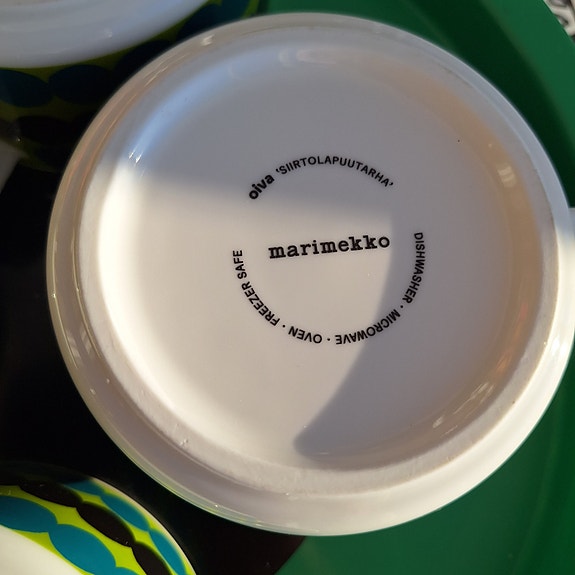 oiva 'SIIRTOLAPUUTARHA'
marimekko
DISHWASHER · MICROWAVE · OVEN · FREEZER SAFE